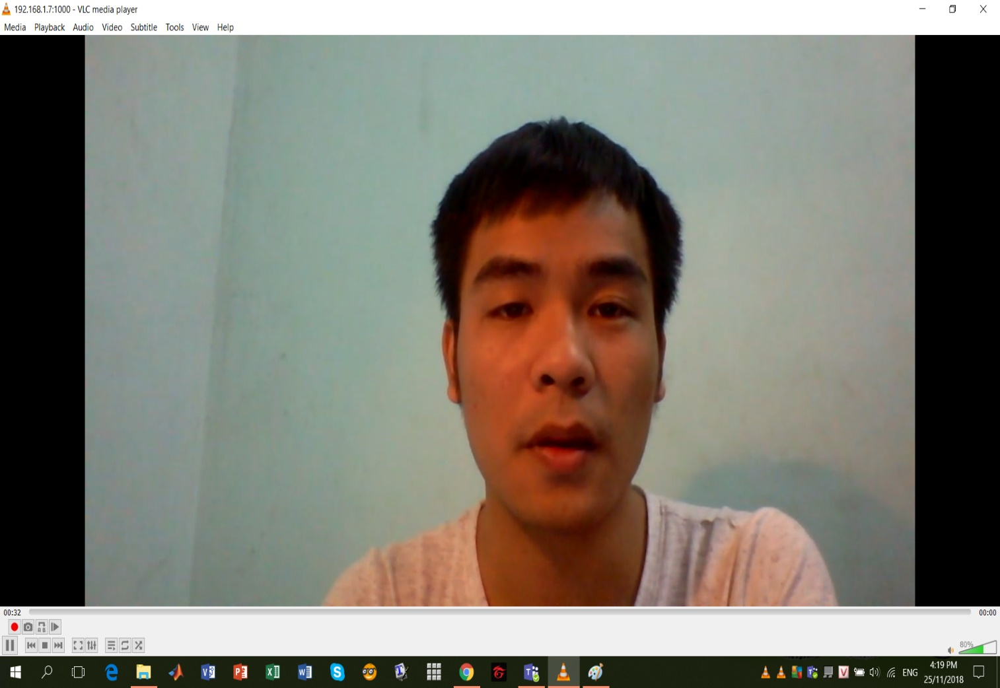 192.168.1.7:1000 - VLC media player
Media Playback Audio Video Subtitle Tools View Help
00:32 00:00
80%
ENG
4:19 PM
25/11/2018